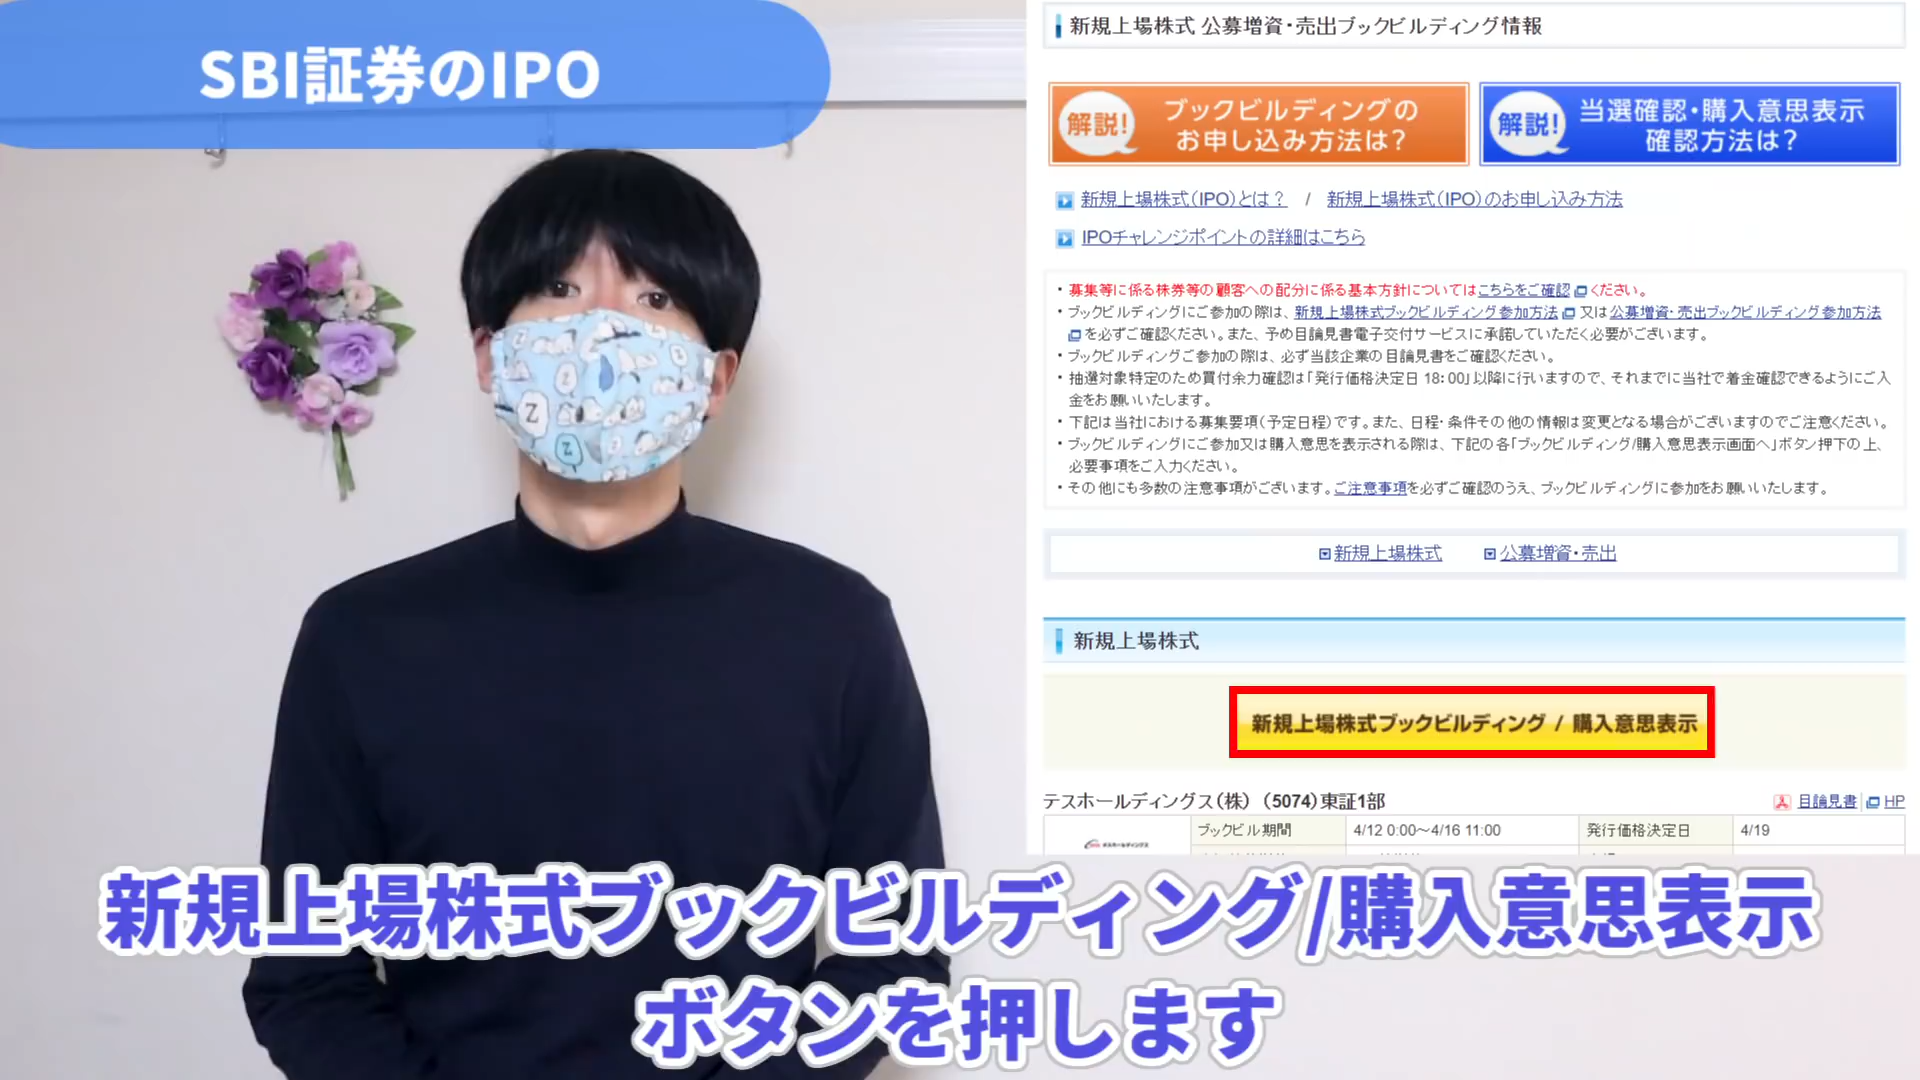 SBI証券のIPO
新規上場株式 公募増資・売出ブックビルディング情報
解説!
ブックビルディングの
お申し込み方法は?
解説!
当選確認・購入意思表示
確認方法は?
新規上場株式(IPO)とは? / 新規上場株式(IPO)のお申し込み方法
IPOチャレンジポイントの詳細はこちら
・募集等に係る株券等の顧客への配分に係る基本方針についてはこちらをご確認ください。
・ブックビルディングにご参加の際は、新規上場株式ブックビルディング参加方法 又は公募増資・売出ブックビルディング参加方法
を必ずご確認ください。また、予め目論見書電子交付サービスに承諾していただく必要がございます。
・ブックビルディングご参加の際は、必ず当該企業の目論見書をご確認ください。
・抽選対象特定のため買付余力確認は「発行価格決定日 18:00」以降に行いますので、それまでに当社で着金確認できるようにご入
金をお願いいたします。
・下記は当社における募集要項(予定日程)です。また、日程・条件その他の情報は変更となる場合がございますのでご注意ください。
・ブックビルディングにご参加又は購入意思を表示される際は、下記の各「ブックビルディング/購入意思表示画面へ」ボタン押下の上、
必要事項をご入力ください。
・その他にも多数の注意事項がございます。ご注意事項を必ずご確認のうえ、ブックビルディングに参加をお願いいたします。
新規上場株式 公募増資・売出
新規上場株式
新規上場株式ブックビルディング / 購入意思表示
テスホールディングス(株) (5074)東証1部 目論見書 HP
テスホールディングス
ブックビル期間 4/12 0:00～4/16 11:00 発行価格決定日 4/19
新規上場株式ブックビルディング/購入意思表示
ボタンを押します
Z
Z
Z